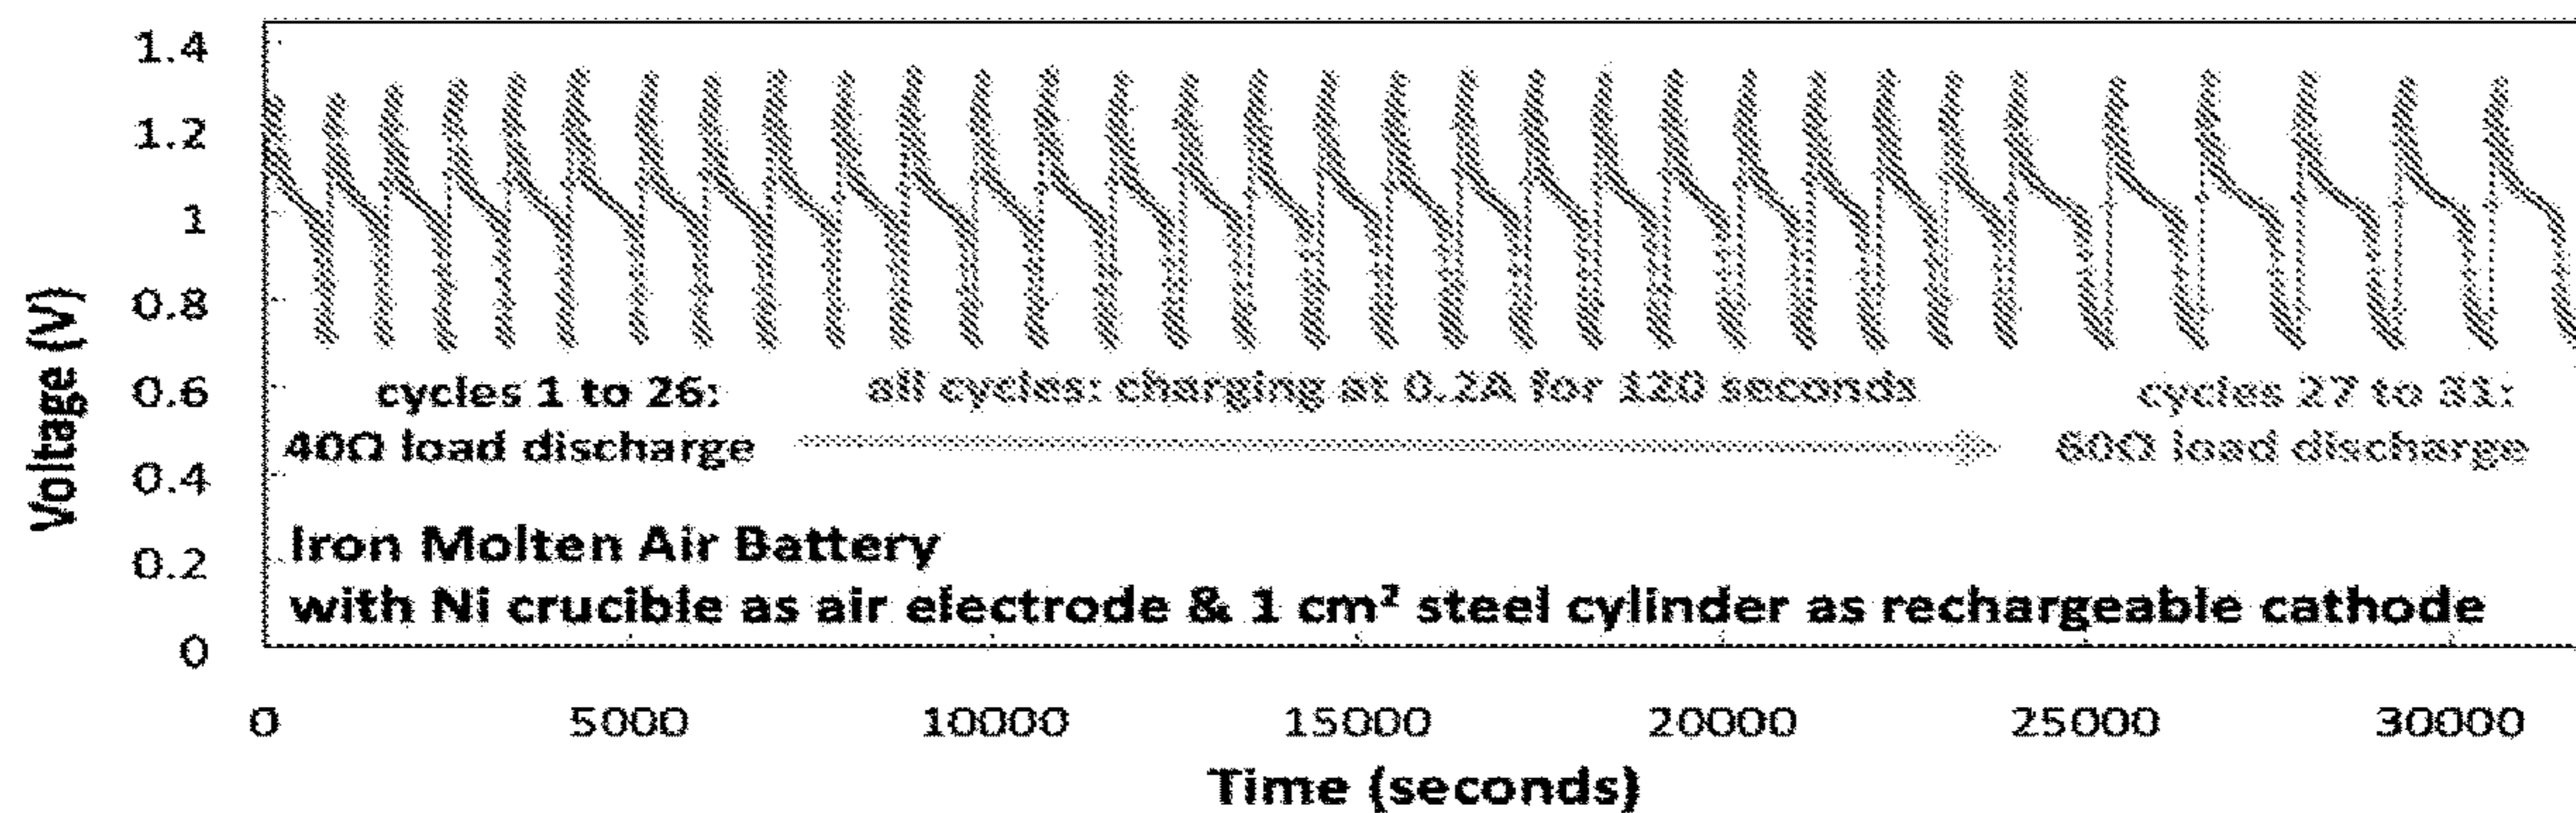 1.4
1.2
1
0.8
0.6
0.4
0.2
0
Voltage (V)
cycles 1 to 26:
40Ω load discharge
all cycles: charging at 0.2A for 120 seconds
cycles 27 to 31:
60Ω load discharge
Iron Molten Air Battery
with Ni crucible as air electrode & 1 cm² steel cylinder as rechargeable cathode
0 5000 10000 15000 20000 25000 30000
Time (seconds)